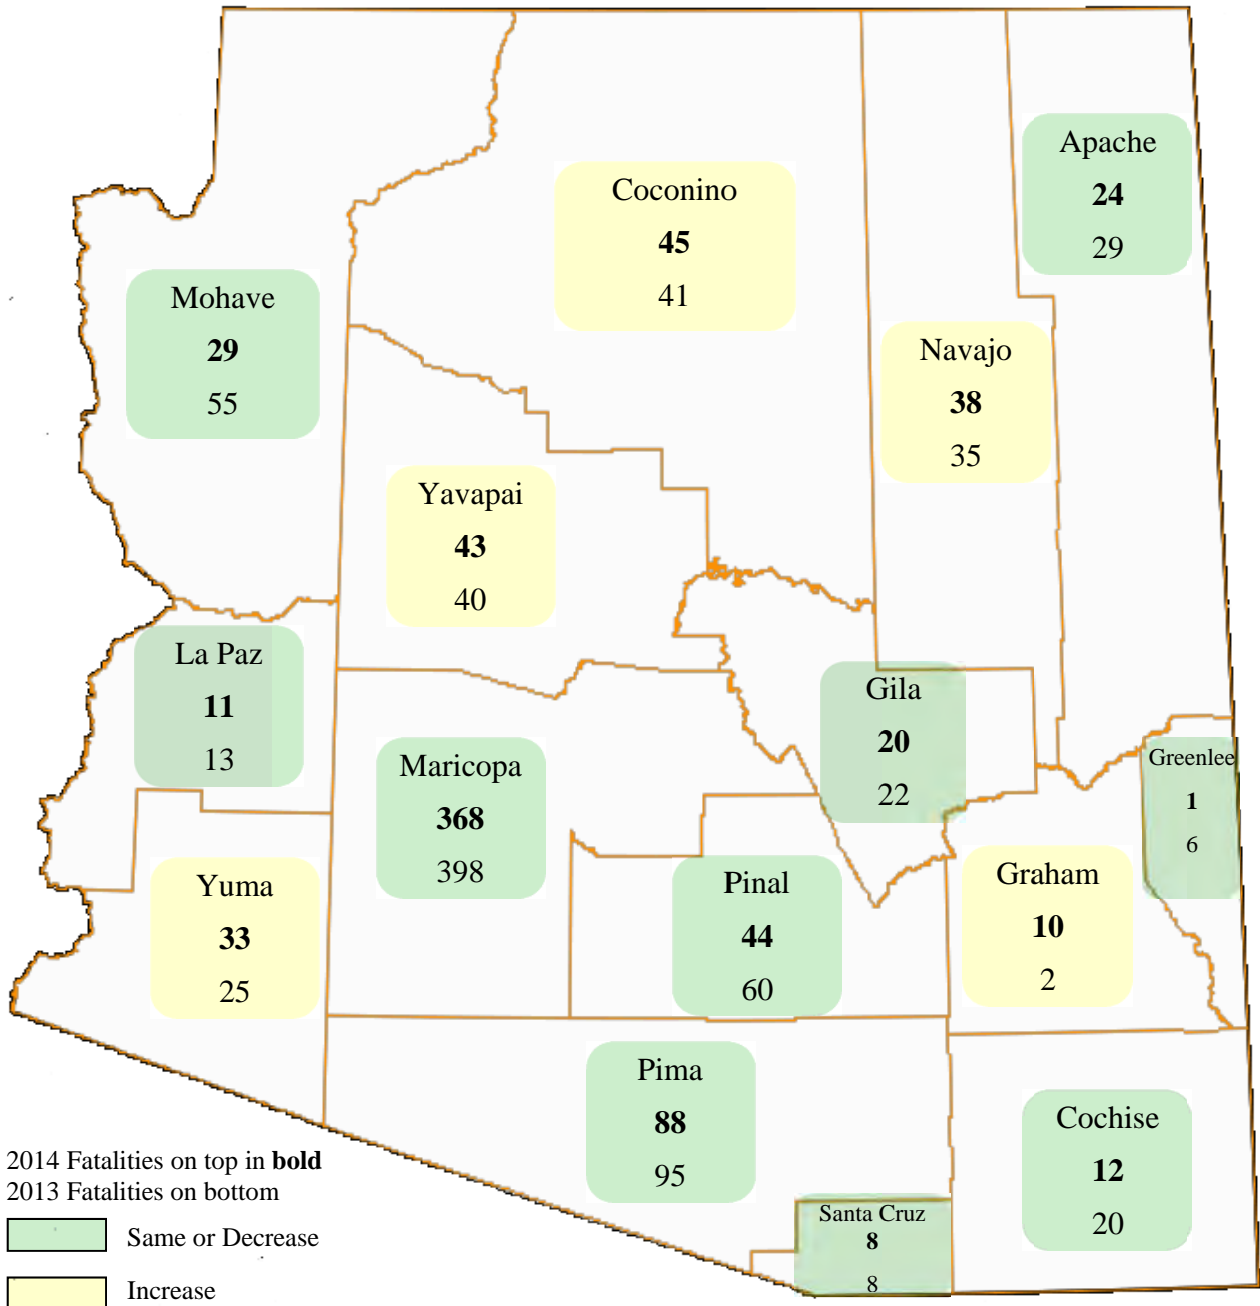 Apache
24
29
Coconino
45
41
Mohave
29
55
Navajo
38
35
Yavapai
43
40
La Paz
11
13
Gila
20
22
Greenlee
1
6
Maricopa
368
398
Yuma
33
25
Pinal
44
60
Graham
10
2
Pima
88
95
Cochise
12
20
Santa Cruz
8
8
2014 Fatalities on top in bold
2013 Fatalities on bottom
Same or Decrease
Increase